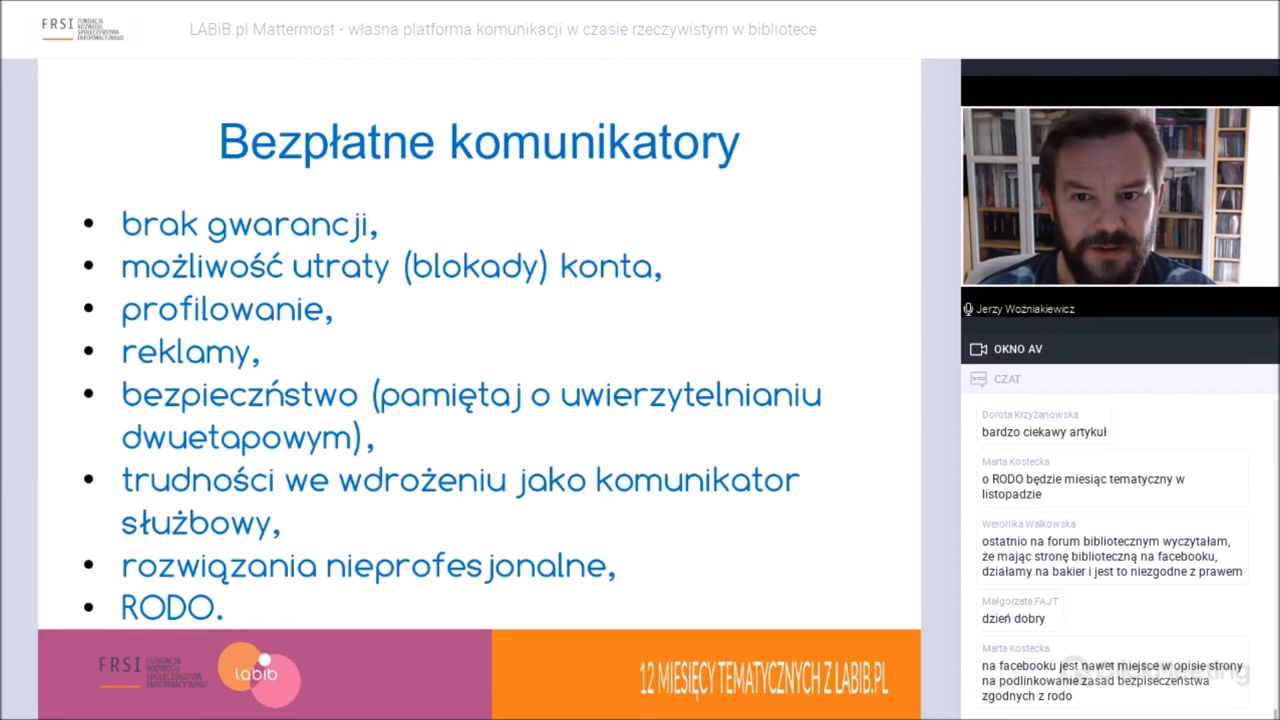 FRSI FUNDACJA
ROZWOJU
SPOŁECZEŃSTWA
INFORMACYJNEGO
LABiB.pl Mattermost - własna platforma komunikacji w czasie rzeczywistym w bibliotece
Bezpłatne komunikatory
• brak gwarancji,
• możliwość utraty (blokady) konta,
• profilowanie,
• reklamy,
• bezpieczństwo (pamiętaj o uwierzytelnianiu
dwuetapowym),
• trudności we wdrożeniu jako komunikator
służbowy,
• rozwiązania nieprofesjonalne,
• RODO.
FRSI FUNDACJA
ROZWOJU
SPOŁECZEŃSTWA
INFORMACYJNEGO
labib
12 MIESIĘCY TEMATYCZNYCH Z LABIB.PL
Jerzy Woźniakiewicz
OKNO AV
CZAT
Dorota Krzyżanowska
bardzo ciekawy artykuł
Marta Kostecka
o RODO będzie miesiąc tematyczny w
listopadzie
Weronika Walkowska
ostatnio na forum bibliotecznym wyczytałam,
że mając stronę biblioteczną na facebooku,
działamy na bakier i jest to niezgodne z prawem
Małgorzata FAJT
dzień dobry
Marta Kostecka
na facebooku jest nawet miejsce w opisie strony
na podlinkowanie zasad bezpiseczeństwa
zgodnych z rodo
ClickMeeting